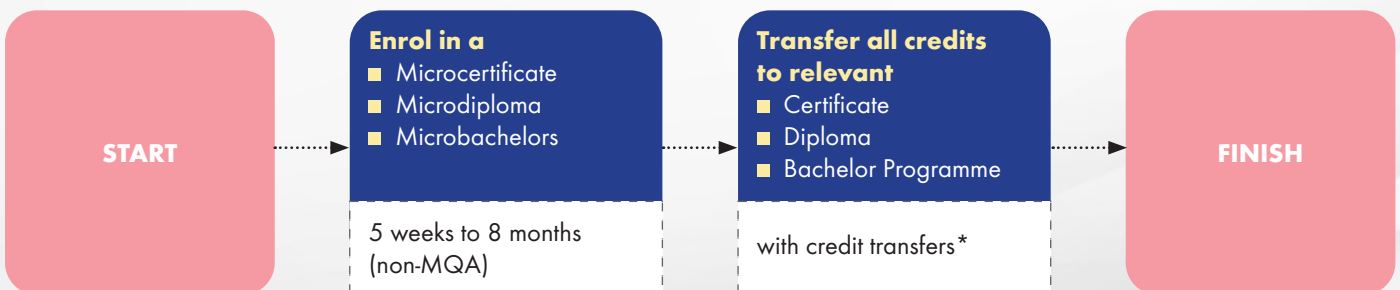 START
Enrol in a
Microcertificate
Microdiploma
Microbachelors
5 weeks to 8 months
(non-MQA)
Transfer all credits
to relevant
Certificate
Diploma
Bachelor Programme
with credit transfers*
FINISH